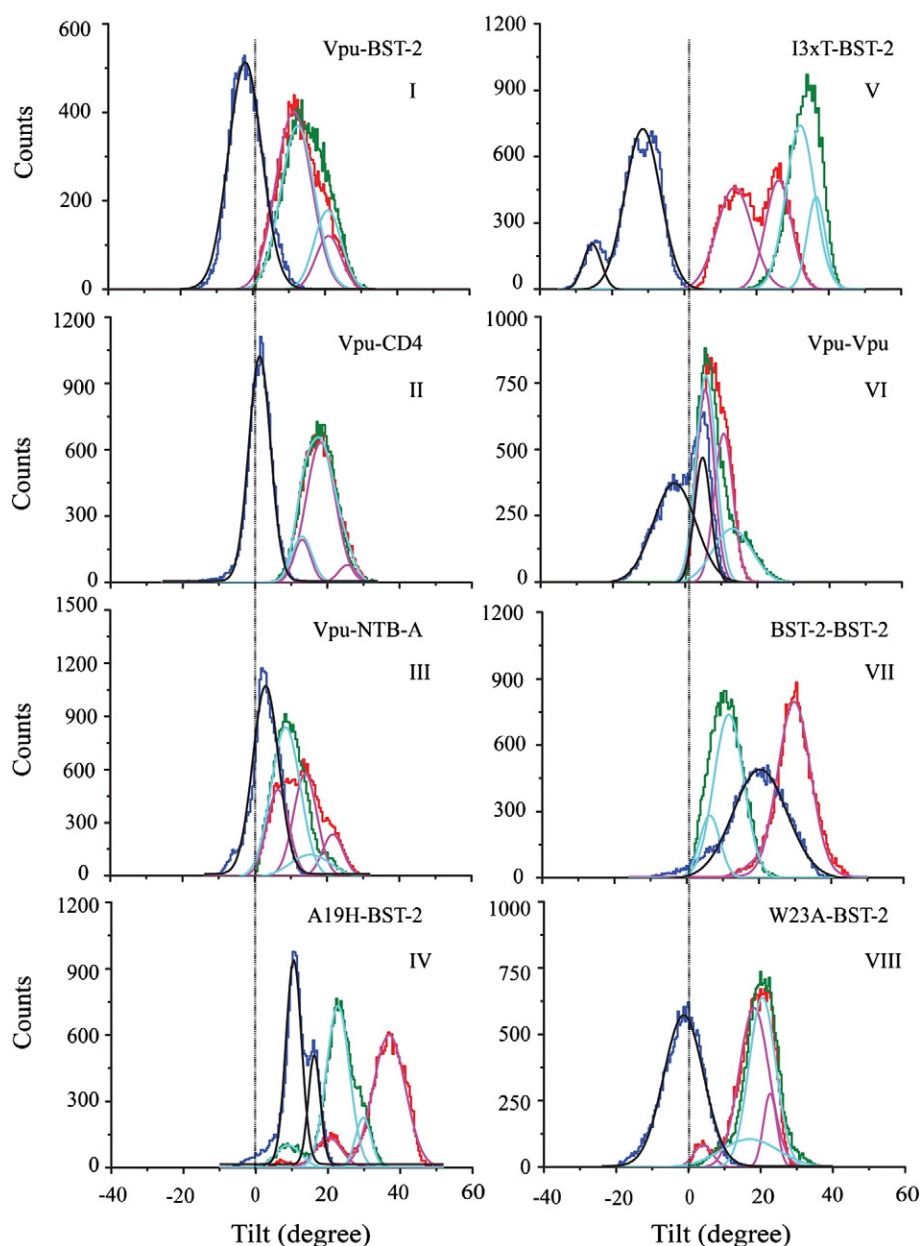 Vpu-BST-2
I
600
400
200
0
Counts
Vpu-CD4
II
1200
900
600
300
0
Vpu-NTB-A
III
1500
1200
900
600
300
0
A19H-BST-2
IV
1200
900
600
300
0
Counts
-40 -20 0 20 40 60
Tilt (degree)
I3xT-BST-2
V
1200
900
600
300
0
Counts
Vpu-Vpu
VI
1000
750
500
250
0
BST-2-BST-2
VII
1200
900
600
300
0
W23A-BST-2
VIII
1000
750
500
250
0
Counts
-40 -20 0 20 40 60
Tilt (degree)